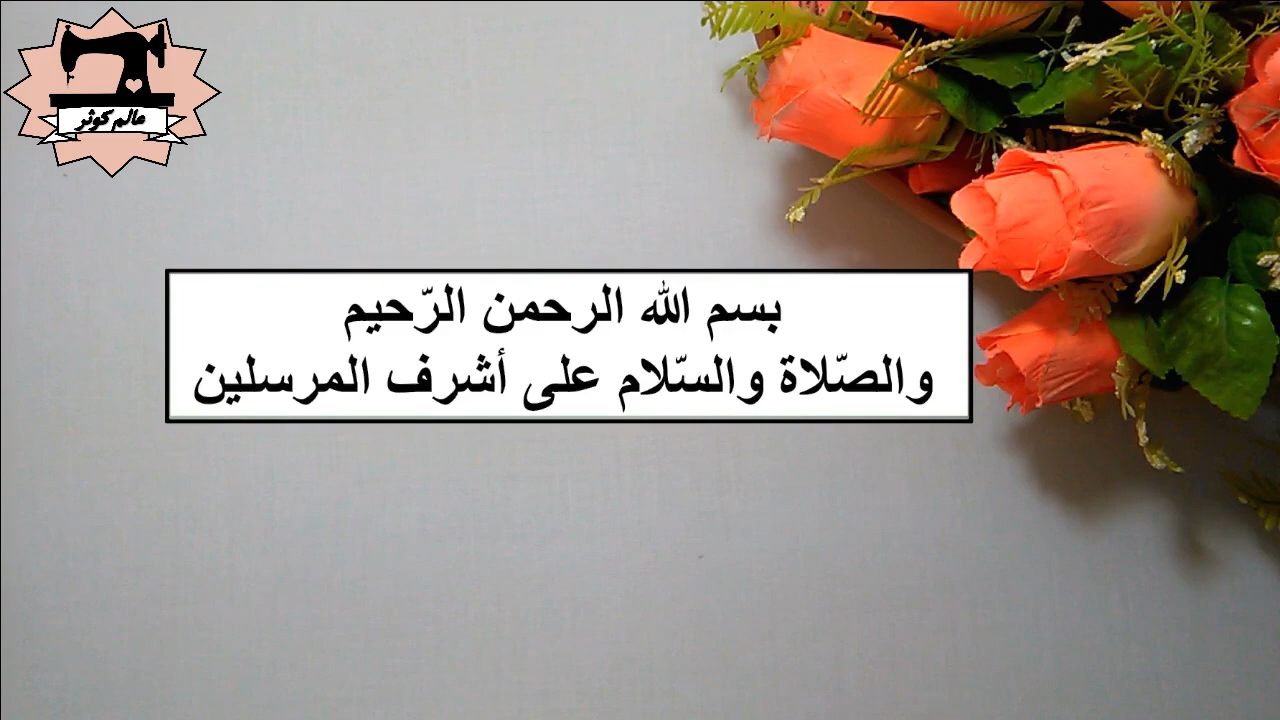 عالم كوثر
بسم الله الرحمن الرّحيم
والصّلاة والسّلام على أشرف المرسلين